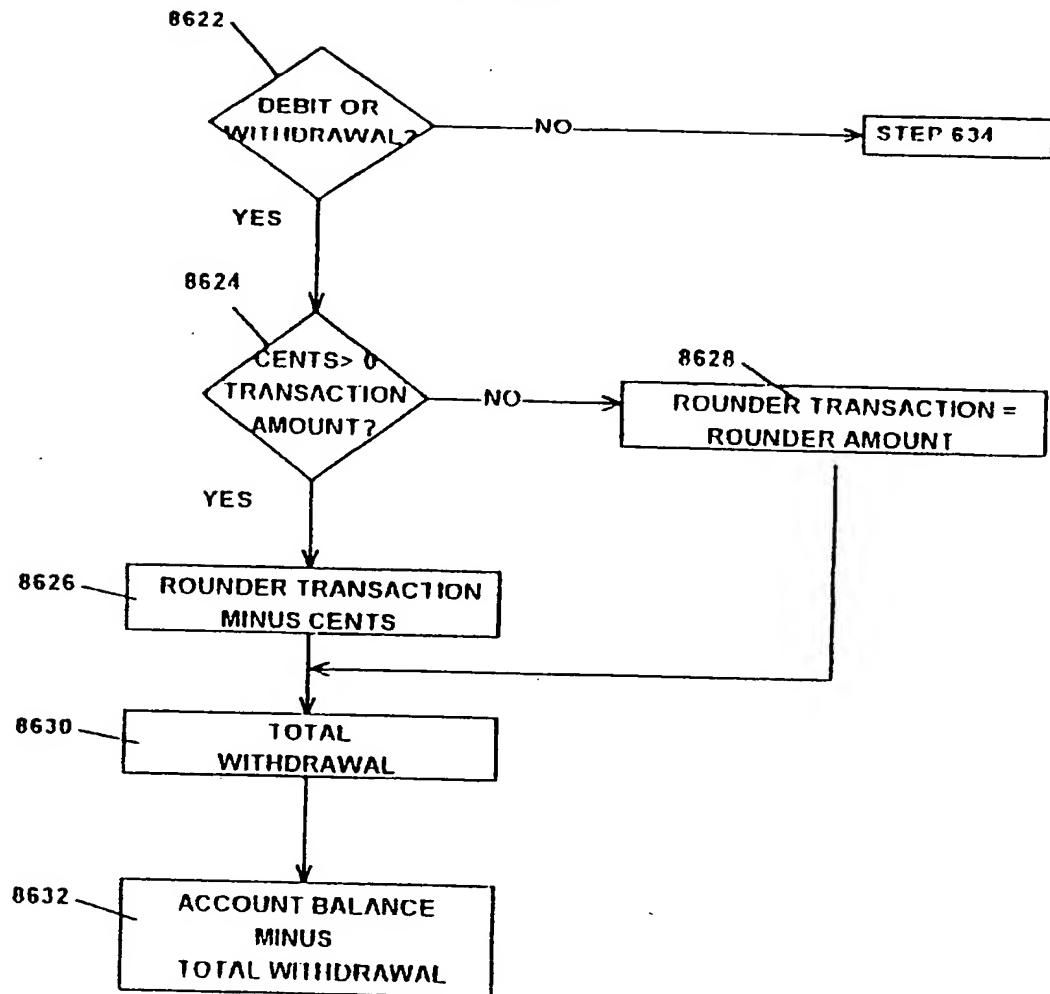 8622
DEBIT OR
WITHDRAWAL?
NO
STEP 634
YES
8624
CENTS> 0
TRANSACTION
AMOUNT?
NO
8628
ROUNDER TRANSACTION =
ROUNDER AMOUNT
YES
8626
ROUNDER TRANSACTION
MINUS CENTS
8630
TOTAL
WITHDRAWAL
8632
ACCOUNT BALANCE
MINUS
TOTAL WITHDRAWAL